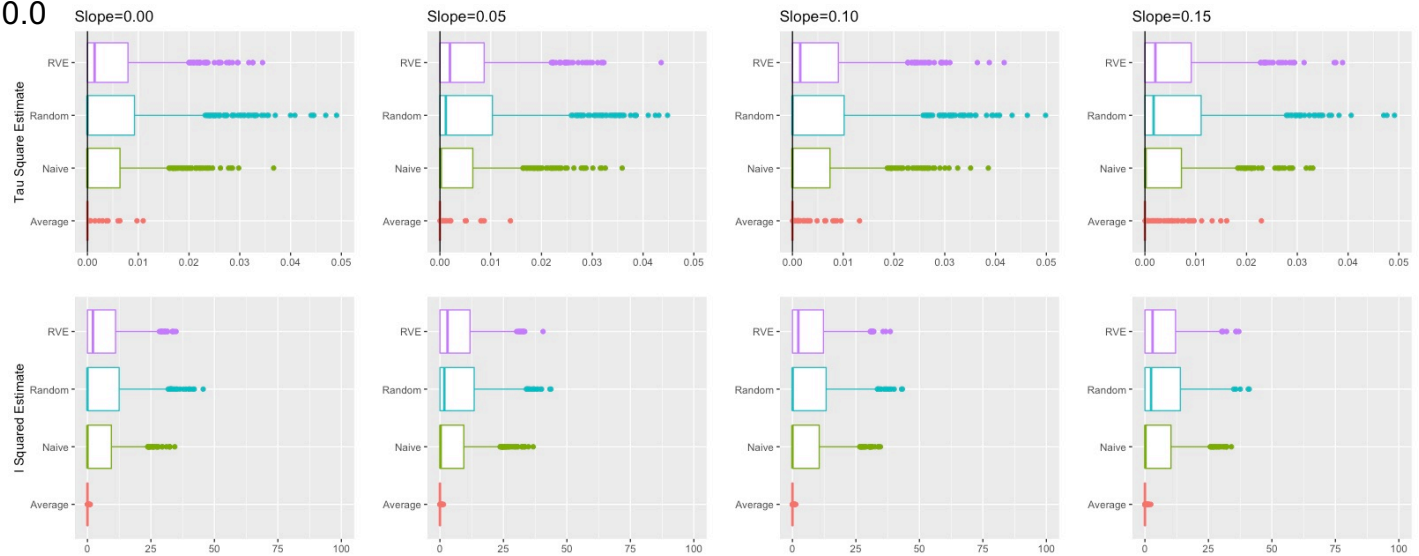 0.0
Slope=0.00 Slope=0.05 Slope=0.10 Slope=0.15
Tau Square Estimate
RVE RVE RVE RVE
Random Random Random Random
Naive Naive Naive Naive
Average Average Average Average
0.00 0.01 0.02 0.03 0.04 0.05 0.00 0.01 0.02 0.03 0.04 0.05 0.00 0.01 0.02 0.03 0.04 0.05 0.00 0.01 0.02 0.03 0.04 0.05
I Squared Estimate
RVE RVE RVE RVE
Random Random Random Random
Naive Naive Naive Naive
Average Average Average Average
0 25 50 75 100 0 25 50 75 100 0 25 50 75 100 0 25 50 75 100